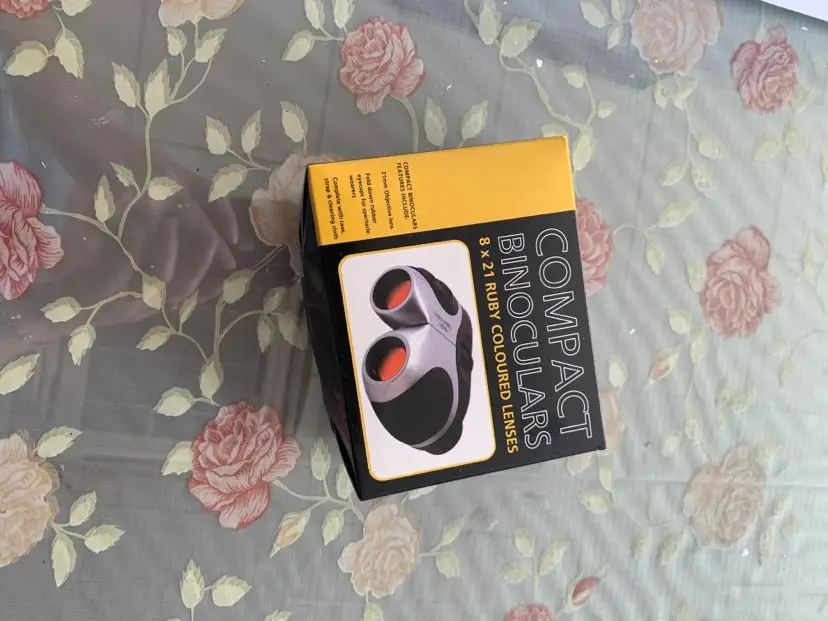 COMPACT
BINOCULARS
8 x 21 RUBY COLOURED LENSES
COMPACT BINOCULARS
FEATURES INCLUDE:
21mm Objective lens
Fold down rubber
eyecups for spectacle
wearers
Complete with case,
strap & cleaning cloth